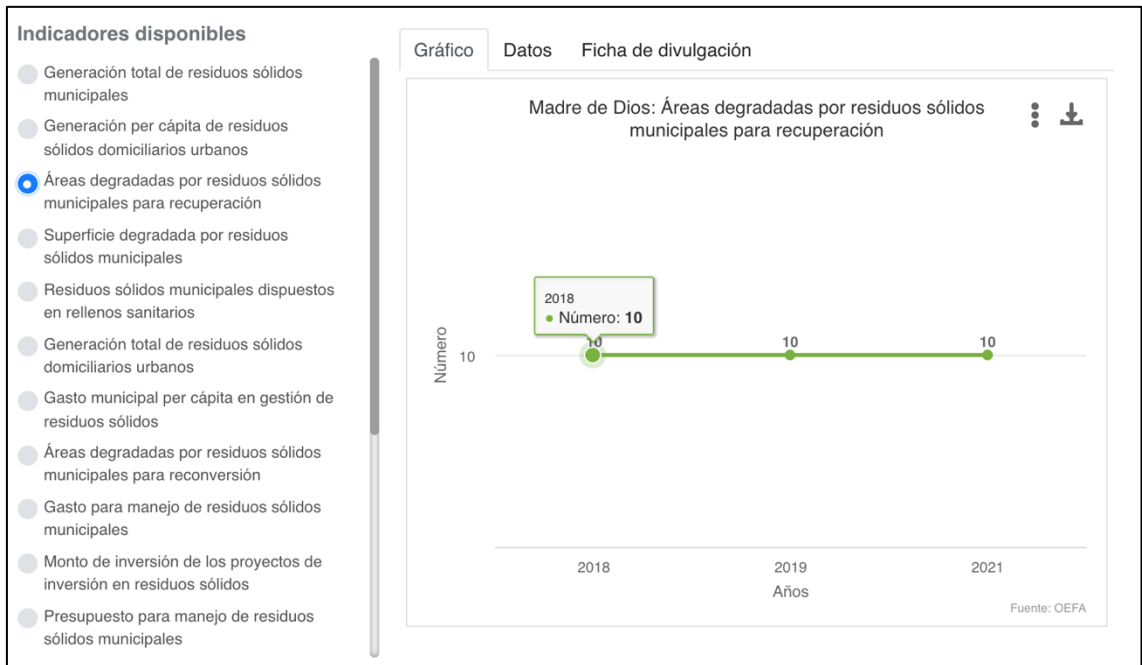 Indicadores disponibles
Generación total de residuos sólidos
municipales
Generación per cápita de residuos
sólidos domiciliarios urbanos
Áreas degradadas por residuos sólidos
municipales para recuperación
Superficie degradada por residuos
sólidos municipales
Residuos sólidos municipales dispuestos
en rellenos sanitarios
Generación total de residuos sólidos
domiciliarios urbanos
Gasto municipal per cápita en gestión de
residuos sólidos
Áreas degradadas por residuos sólidos
municipales para reconversión
Gasto para manejo de residuos sólidos
municipales
Monto de inversión de los proyectos de
inversión en residuos sólidos
Presupuesto para manejo de residuos
sólidos municipales
Gráfico Datos Ficha de divulgación
Madre de Dios: Áreas degradadas por residuos sólidos
municipales para recuperación
2018
• Número: 10
10 10 10
Número
10
2018 2019 2021
Años
Fuente: OEFA